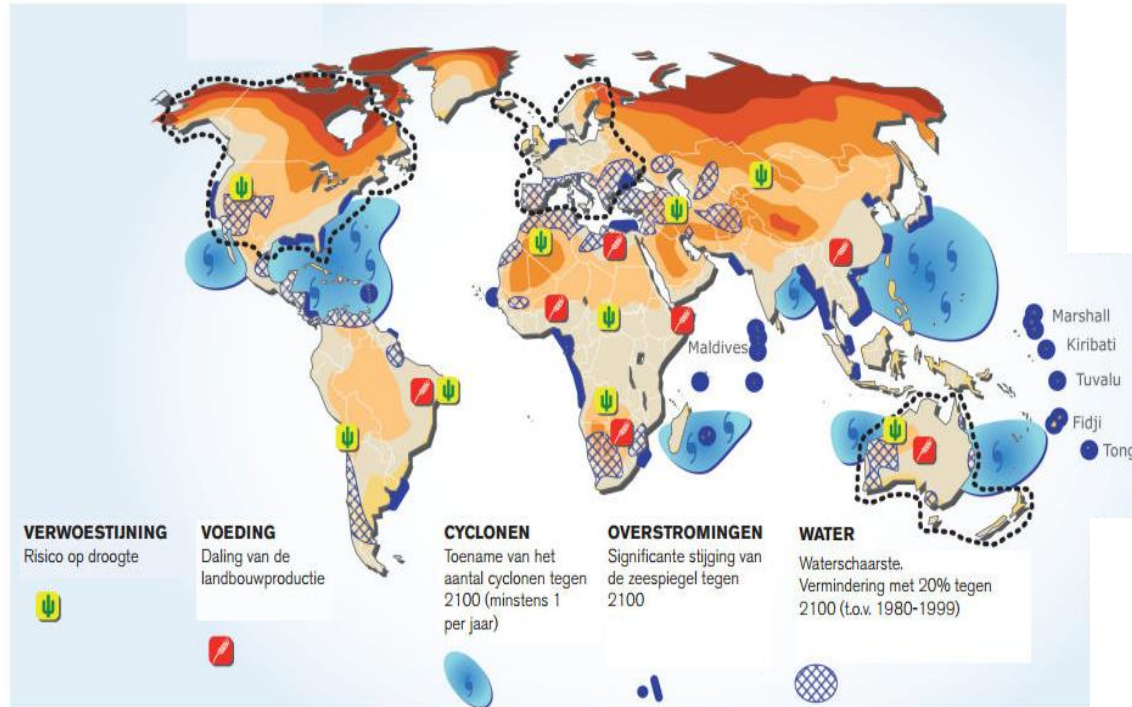 Maldives
Marshall
Kiribati
Tuvalu
Fidji
Tong
VERWOESTIJNING
Risico op droogte
VOEDING
Daling van de
landbouwproductie
CYCLONEN
Toename van het
aantal cyclonen tegen
2100 (minstens 1
per jaar)
OVERSTROMINGEN
Significante stijging van
de zeespiegel tegen
2100
WATER
Waterschaarste.
Vermindering met 20% tegen
2100 (t.o.v. 1980-1999)